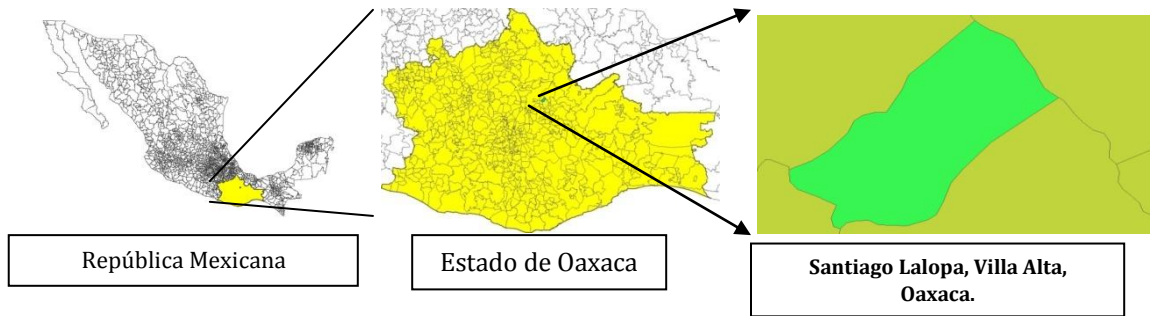 República Mexicana
Estado de Oaxaca
Santiago Lalopa, Villa Alta,
Oaxaca.